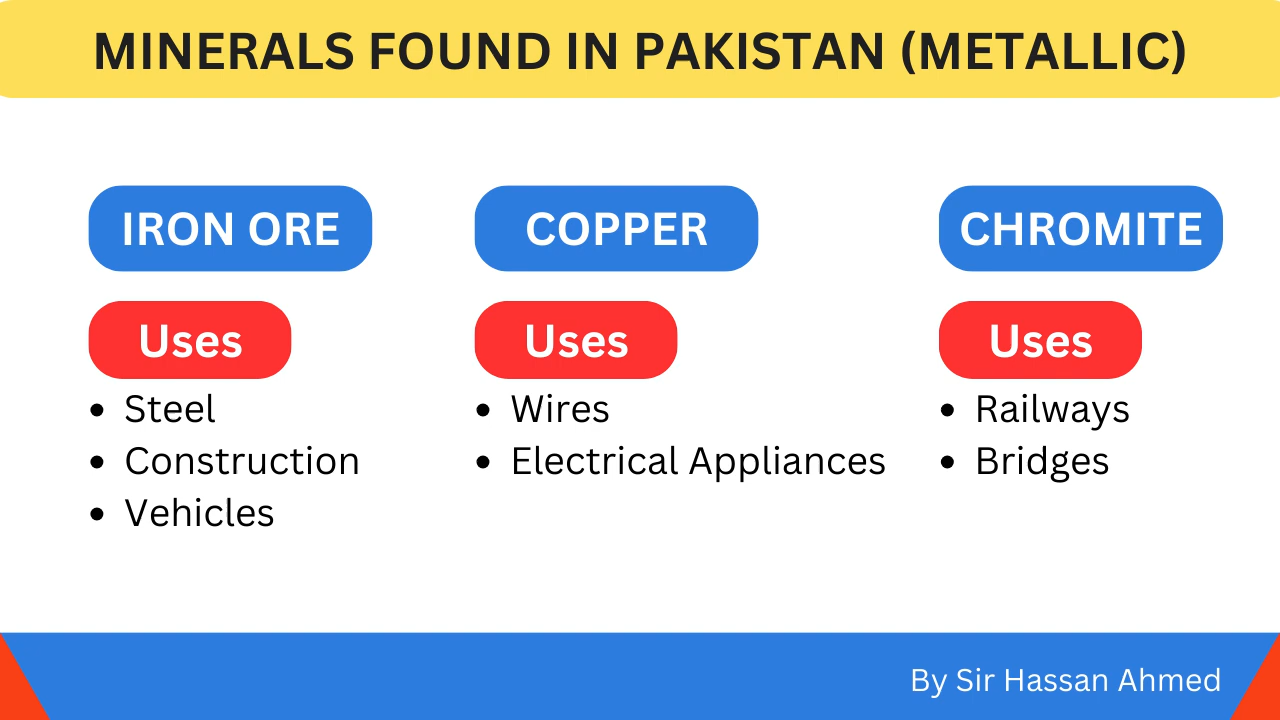 MINERALS FOUND IN PAKISTAN (METALLIC)
IRON ORE
Uses
• Steel
• Construction
• Vehicles
COPPER
Uses
• Wires
• Electrical Appliances
CHROMITE
Uses
• Railways
• Bridges
By Sir Hassan Ahmed